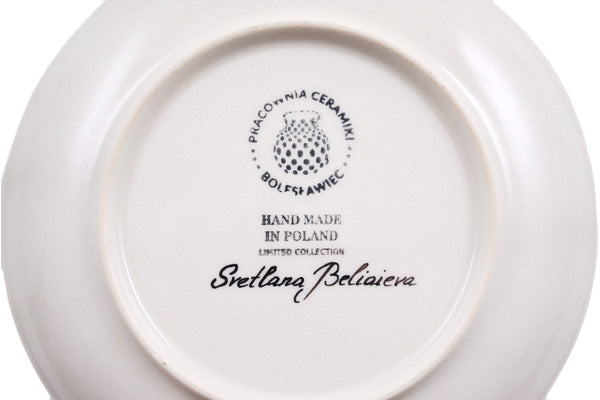 PRACOWNIA CERAMIKI
BOLESŁAWIEC
HAND MADE
IN POLAND
LIMITED COLLECTION
Svetlana Beliaieva